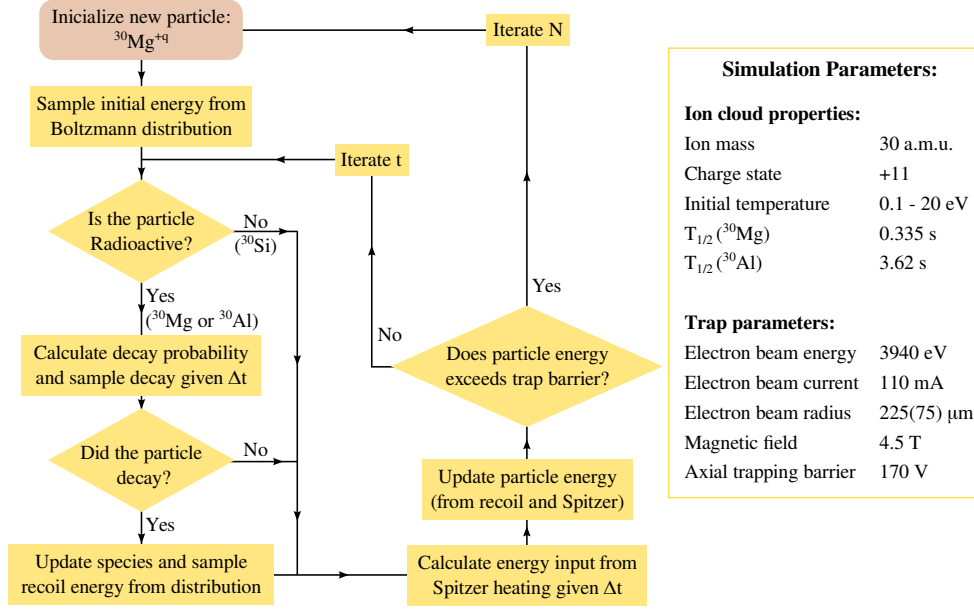 Inicialize new particle:
³⁰Mg⁺q
Sample initial energy from
Boltzmann distribution
Is the particle
Radioactive?
No
(³⁰Si)
Yes
(³⁰Mg or ³⁰Al)
Calculate decay probability
and sample decay given Δt
Did the particle
decay?
No
Yes
Update species and sample
recoil energy from distribution
Calculate energy input from
Spitzer heating given Δt
Update particle energy
(from recoil and Spitzer)
Does particle energy
exceeds trap barrier?
No
Yes
Iterate t
Iterate N
Simulation Parameters:
Ion cloud properties:
Ion mass 30 a.m.u.
Charge state +11
Initial temperature 0.1 - 20 eV
T₁/₂ (³⁰Mg) 0.335 s
T₁/₂ (³⁰Al) 3.62 s
Trap parameters:
Electron beam energy 3940 eV
Electron beam current 110 mA
Electron beam radius 225(75) μm
Magnetic field 4.5 T
Axial trapping barrier 170 V